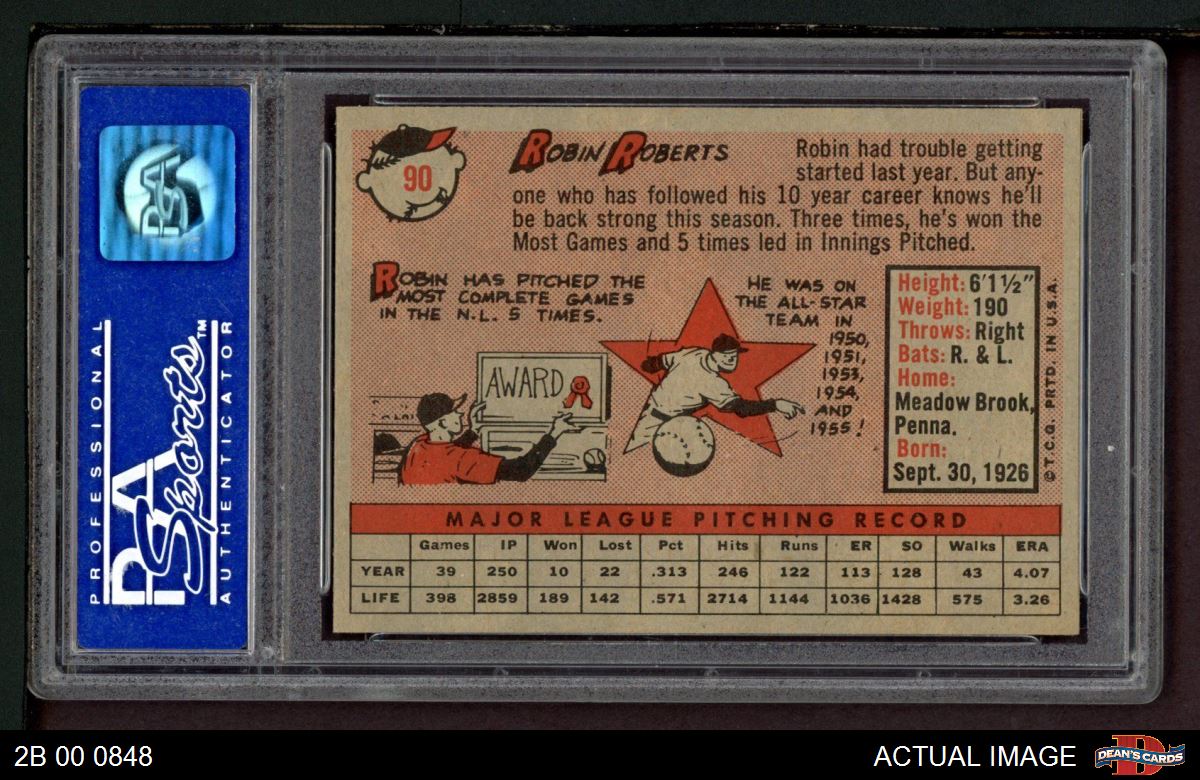 PROFESSIONAL
PSA
Sports™
AUTHENTICATOR
PSA
90
ROBIN ROBERTS
Robin had trouble getting
started last year. But any-
one who has followed his 10 year career knows he'll
be back strong this season. Three times, he's won the
Most Games and 5 times led in Innings Pitched.
ROBIN HAS PITCHED THE
MOST COMPLETE GAMES
IN THE N.L. 5 TIMES.
AWARD
HE WAS ON
THE ALL-STAR
TEAM IN
1950,
1951,
1953,
1954,
AND
1955!
Height: 6'1½"
Weight: 190
Throws: Right
Bats: R. & L.
Home:
Meadow Brook,
Penna.
Born:
Sept. 30, 1926
© T.C.G. PRTD. IN U.S.A.
MAJOR LEAGUE PITCHING RECORD
Games IP Won Lost Pct Hits Runs ER SO Walks ERA
YEAR 39 250 10 22 .313 246 122 113 128 43 4.07
LIFE 398 2859 189 142 .571 2714 1144 1036 1428 575 3.26
2B 00 0848
ACTUAL IMAGE
D
DEAN'S CARDS